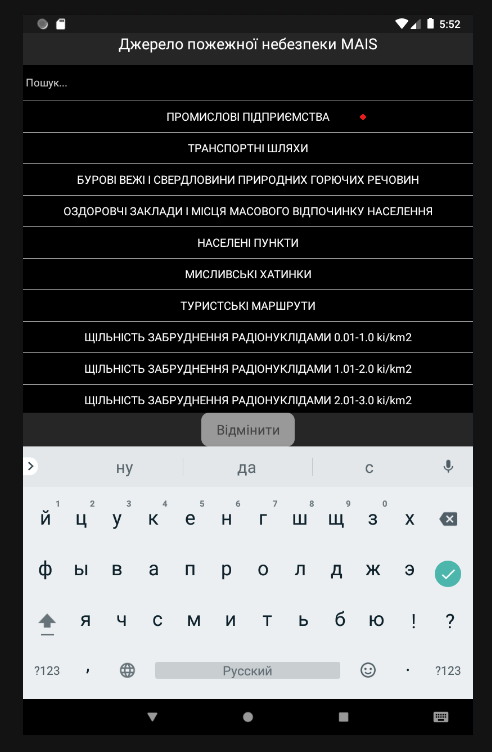 5:52
Джерело пожежної небезпеки MAIS
Пошук...
ПРОМИСЛОВІ ПІДПРИЄМСТВА
ТРАНСПОРТНІ ШЛЯХИ
БУРОВІ ВЕЖІ І СВЕРДЛОВИНИ ПРИРОДНИХ ГОРЮЧИХ РЕЧОВИН
ОЗДОРОВЧІ ЗАКЛАДИ І МІСЦЯ МАСОВОГО ВІДПОЧИНКУ НАСЕЛЕННЯ
НАСЕЛЕНІ ПУНКТИ
МИСЛИВСЬКІ ХАТИНКИ
ТУРИСТСЬКІ МАРШРУТИ
ЩІЛЬНІСТЬ ЗАБРУДНЕННЯ РАДІОНУКЛІДАМИ 0.01-1.0 ki/km2
ЩІЛЬНІСТЬ ЗАБРУДНЕННЯ РАДІОНУКЛІДАМИ 1.01-2.0 ki/km2
ЩІЛЬНІСТЬ ЗАБРУДНЕННЯ РАДІОНУКЛІДАМИ 2.01-3.0 ki/km2
Відмінити
ну да с
1 2 3 4 5 6 7 8 9 0
й ц у к е н г ш щ з х
ф ы в а п р о л д ж э
я ч с м и т ь б ю ! ?
?123 , Русский . ?123